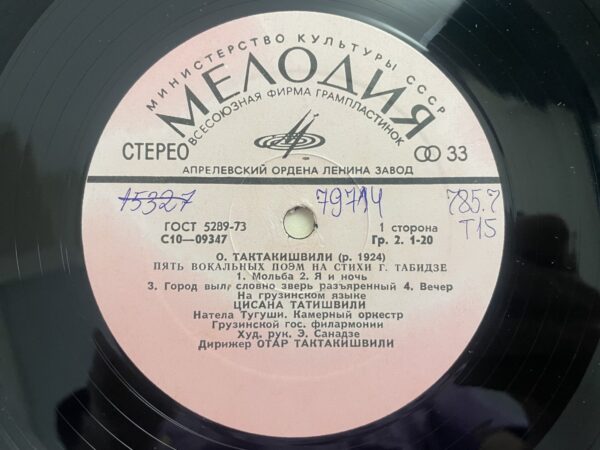 МИНИСТЕРСТВО КУЛЬТУРЫ СССР
МЕЛОДИЯ
ВСЕСОЮЗНАЯ ФИРМА ГРАМПЛАСТИНОК
СТЕРЕО 33
АПРЕЛЕВСКИЙ ОРДЕНА ЛЕНИНА ЗАВОД
15327 79714 785.7
Т15
ГОСТ 5289-73 1 сторона
С10—09347 Гр. 2. 1-20
О. ТАКТАКИШВИЛИ (р. 1924)
ПЯТЬ ВОКАЛЬНЫХ ПОЭМ НА СТИХИ Г. ТАБИДЗЕ
1. Мольба 2. Я и ночь
3. Город выл, словно зверь разъяренный 4. Вечер
На грузинском языке
ЦИСАНА ТАТИШВИЛИ
Натела Тугуши. Камерный оркестр
Грузинской гос. филармонии
Худ. рук. Э. Санадзе
Дирижер ОТАР ТАКТАКИШВИЛИ